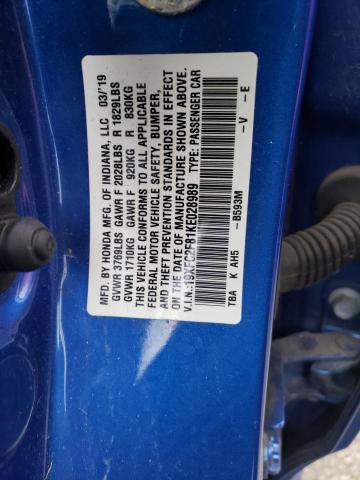 MFD. BY HONDA MFG. OF INDIANA, LLC 03/'19
GVWR 3769LBS GAWR F 2028LBS R 1829LBS
GVWR 1710KG GAWR F 920KG R 830KG
THIS VEHICLE CONFORMS TO ALL APPLICABLE
FEDERAL MOTOR VEHICLE SAFETY, BUMPER,
AND THEFT PREVENTION STANDARDS IN EFFECT
ON THE DATE OF MANUFACTURE SHOWN ABOVE.
V.I.N.:19XFC2F81KE028989 TYPE: PASSENGER CAR
TBA K AH5 -B593M -V -E